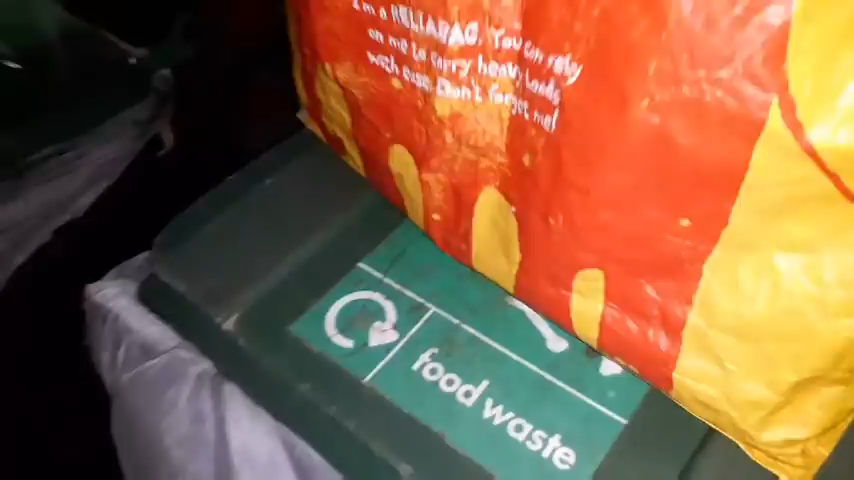 I'm a RELIABAG. You can rely
on me to carry heavy loads
with ease. Don't forget me!
food waste